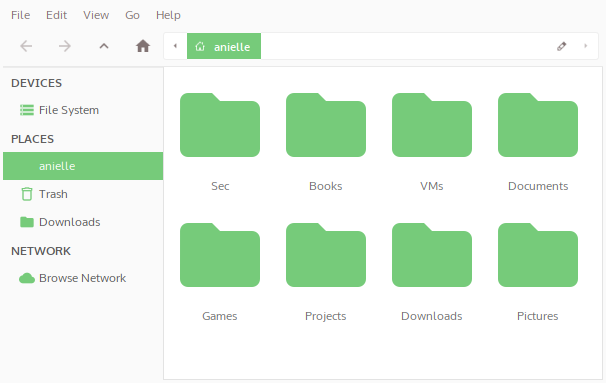 File Edit View Go Help
anielle
DEVICES
File System
PLACES
anielle
Trash
Downloads
NETWORK
Browse Network
Sec Books VMs Documents
Games Projects Downloads Pictures